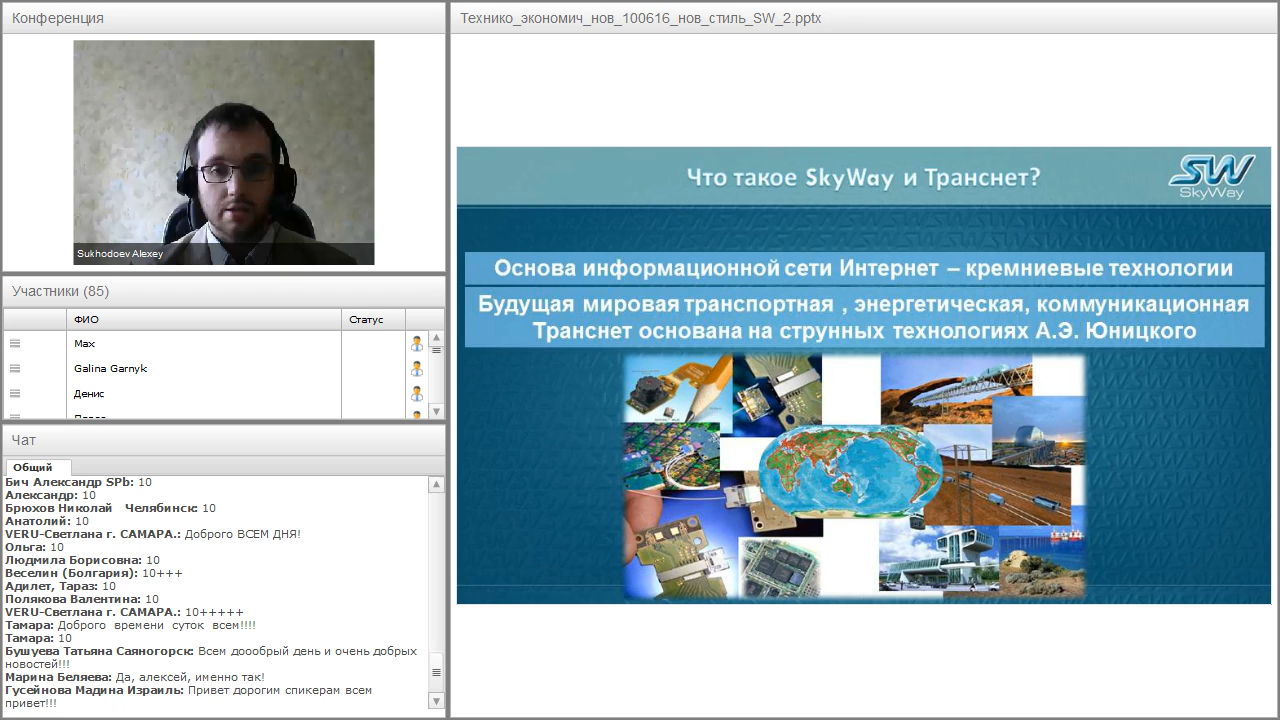 Конференция
Sukhodoev Alexey
Участники (85)
ФИО
Статус
Max
Galina Garnyk
Денис
Чат
Общий
Бич Александр SPb: 10
Александр: 10
Брюхов Николай Челябинск: 10
Анатолий: 10
VERU-Светлана г. САМАРА.: Доброго ВСЕМ ДНЯ!
Ольга: 10
Людмила Борисовна: 10
Веселин (Болгария): 10+++
Адилет, Тараз: 10
Полякова Валентина: 10
VERU-Светлана г. САМАРА.: 10+++++
Тамара: Доброго времени суток всем!!!!
Тамара: 10
Бушуева Татьяна Саяногорск: Всем доообрый день и очень добрых
новостей!!!
Марина Беляева: Да, алексей, именно так!
Гусейнова Мадина Израиль: Привет дорогим спикерам всем
привет!!!
Технико_экономич_нов_100616_нов_стиль_SW_2.pptx
Что такое SkyWay и Транснет?
SW
SkyWay
Основа информационной сети Интернет – кремниевые технологии
Будущая мировая транспортная , энергетическая, коммуникационная
Транснет основана на струнных технологиях А.Э. Юницкого